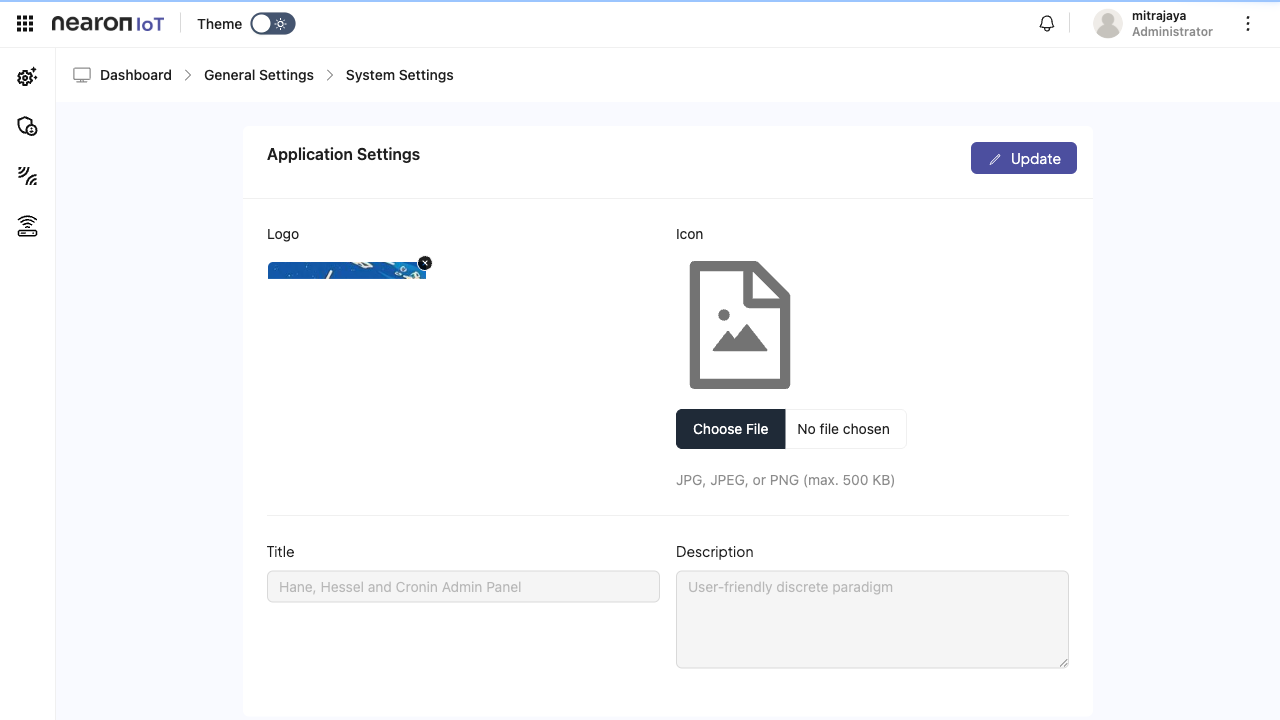 nearon IoT
Theme
mitrajaya
Administrator
Dashboard
General Settings
System Settings
Application Settings
Update
Logo
Icon
Choose File
No file chosen
JPG, JPEG, or PNG (max. 500 KB)
Title
Description
Hane, Hessel and Cronin Admin Panel
User-friendly discrete paradigm